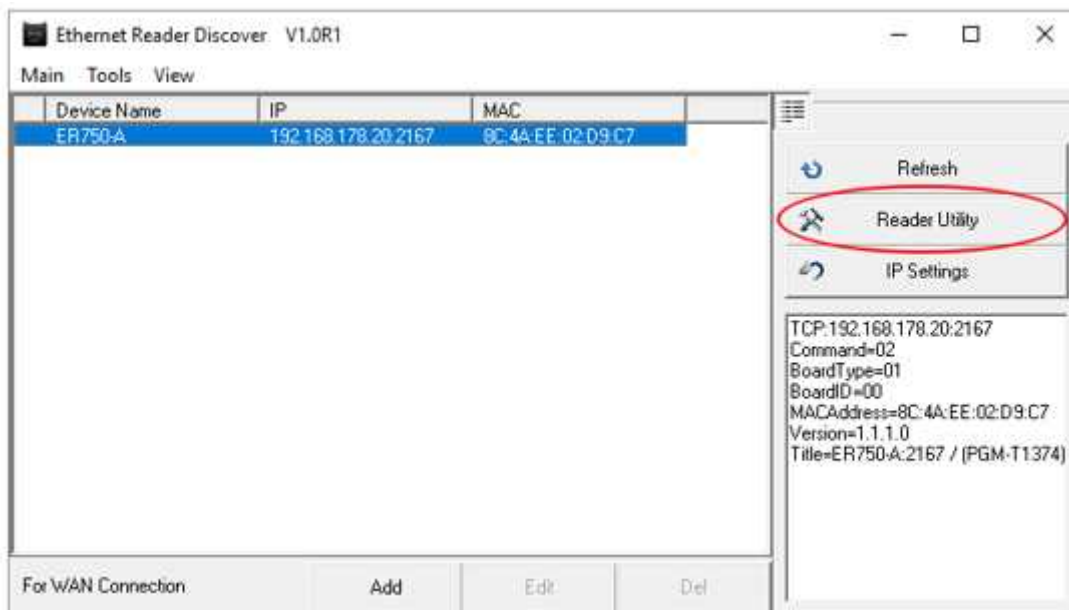 Ethernet Reader Discover V1.0R1
Main Tools View
Device Name IP MAC
ER750-A 192.168.178.20:2167 8C:4A:EE:02:D9:C7
Refresh
Reader Utility
IP Settings
TCP:192.168.178.20:2167
Command=02
BoardType=01
BoardID=00
MACAddress=8C:4A:EE:02:D9:C7
Version=1.1.1.0
Title=ER750-A:2167 / (PGM-T1374)
For WAN Connection Add Edit Del